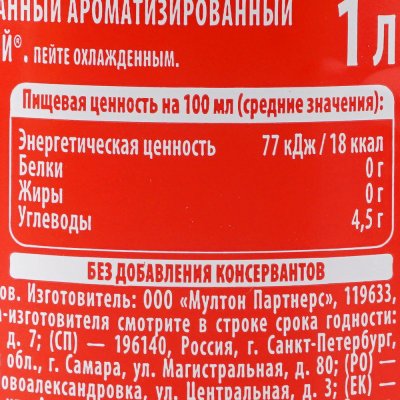 АРОМАТИЗИРОВАННЫЙ
Й®. ПЕЙТЕ ОХЛАЖДЕННЫМ.
1 л
Пищевая ценность на 100 мл (средние значения):
Энергетическая ценность 77 кДж / 18 ккал
Белки 0 г
Жиры 0 г
Углеводы 4,5 г
БЕЗ ДОБАВЛЕНИЯ КОНСЕРВАНТОВ
ов. Изготовитель: ООО «Мултон Партнерс», 119633,
-изготовителя смотрите в строке срока годности:
д. 7; (СП) — 196140, Россия, г. Санкт-Петербург,
обл., г. Самара, ул. Магистральная, д. 80; (РО) —
овоалександровка, ул. Центральная, д. 3; (ЕК) —